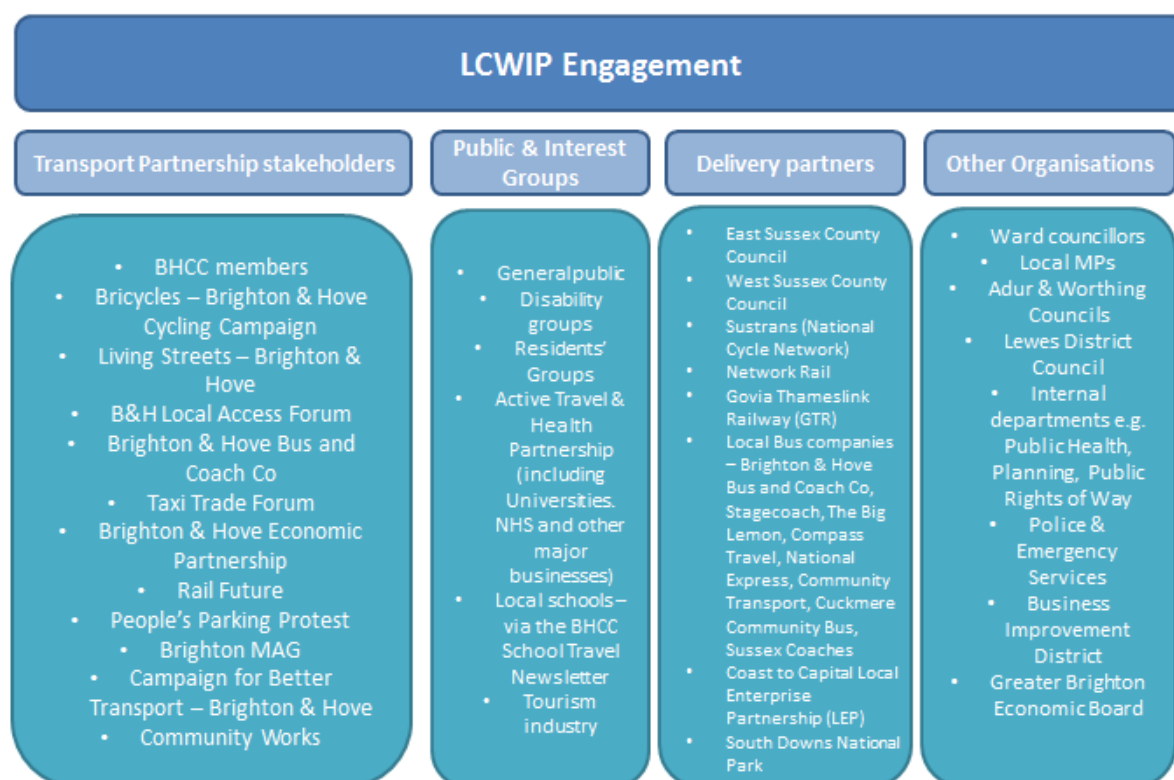 LCWIP Engagement
Transport Partnership stakeholders
• BHCC members
• Bricycles – Brighton & Hove
Cycling Campaign
• Living Streets – Brighton &
Hove
• B&H Local Access Forum
• Brighton & Hove Bus and
Coach Co
• Taxi Trade Forum
• Brighton & Hove Economic
Partnership
• Rail Future
• People's Parking Protest
• Brighton MAG
• Campaign for Better
Transport – Brighton & Hove
• Community Works
Public & Interest
Groups
• General public
• Disability
groups
• Residents'
Groups
• Active Travel &
Health
Partnership
(including
Universities.
NHS and other
major
businesses)
• Local schools –
via the BHCC
School Travel
Newsletter
• Tourism
industry
Delivery partners
• East Sussex County
Council
• West Sussex County
Council
• Sustrans (National
Cycle Network)
• Network Rail
• Govia Thameslink
Railway (GTR)
• Local Bus companies
– Brighton & Hove
Bus and Coach Co,
Stagecoach, The Big
Lemon, Compass
Travel, National
Express, Community
Transport, Cuckmere
Community Bus,
Sussex Coaches
• Coast to Capital Local
Enterprise
Partnership (LEP)
• South Downs National
Park
Other Organisations
• Ward councillors
• Local MPs
• Adur & Worthing
Councils
• Lewes District
Council
• Internal
departments e.g.
Public Health,
Planning, Public
Rights of Way
• Police &
Emergency
Services
• Business
Improvement
District
• Greater Brighton
Economic Board